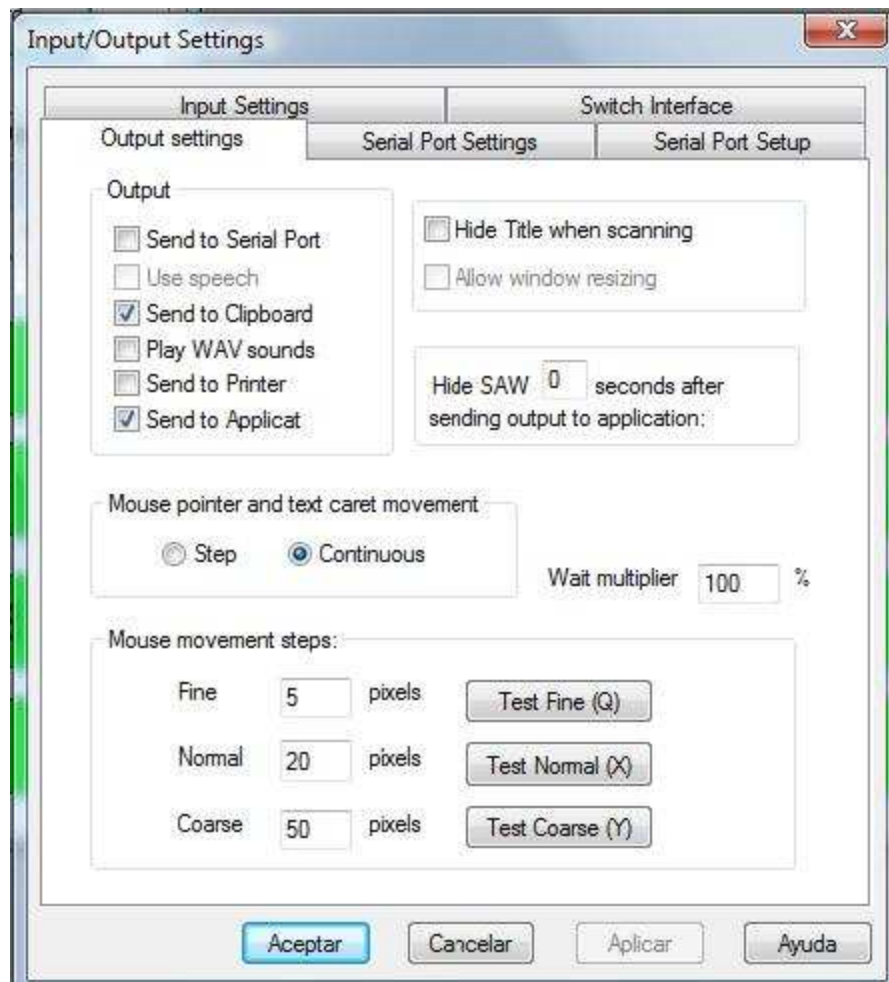 Input/Output Settings
Input Settings
Switch Interface
Output settings
Serial Port Settings
Serial Port Setup
Output
Send to Serial Port
Use speech
Send to Clipboard
Play WAV sounds
Send to Printer
Send to Applicat
Hide Title when scanning
Allow window resizing
Hide SAW 0 seconds after
sending output to application:
Mouse pointer and text caret movement
Step Continuous
Wait multiplier 100 %
Mouse movement steps:
Fine 5 pixels Test Fine (Q)
Normal 20 pixels Test Normal (X)
Coarse 50 pixels Test Coarse (Y)
Aceptar Cancelar Aplicar Ayuda